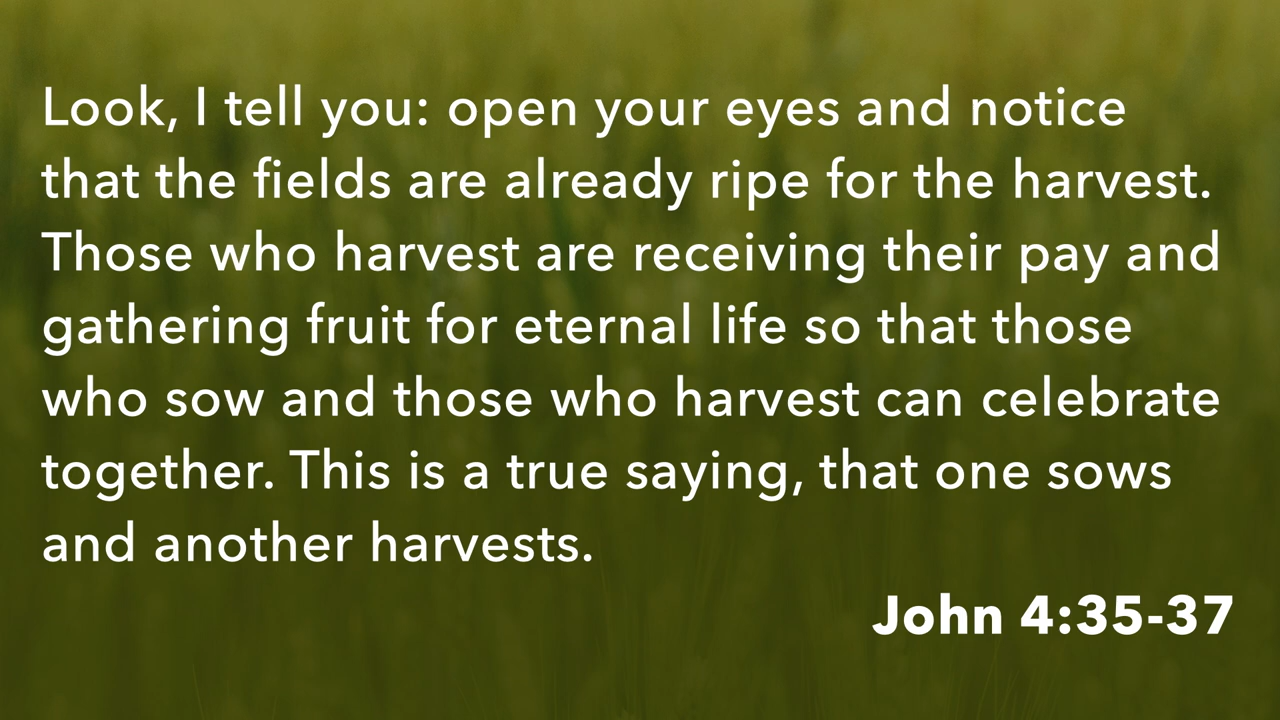 Look, I tell you: open your eyes and notice
that the fields are already ripe for the harvest.
Those who harvest are receiving their pay and
gathering fruit for eternal life so that those
who sow and those who harvest can celebrate
together. This is a true saying, that one sows
and another harvests.
John 4:35-37